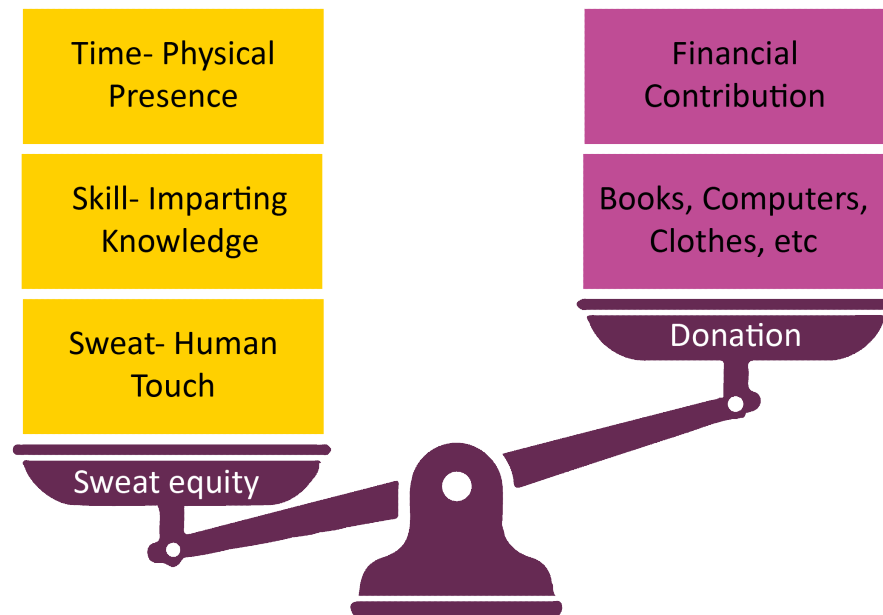 Time- Physical
Presence
Skill- Imparting
Knowledge
Sweat- Human
Touch
Sweat equity
Financial
Contribution
Books, Computers,
Clothes, etc
Donation